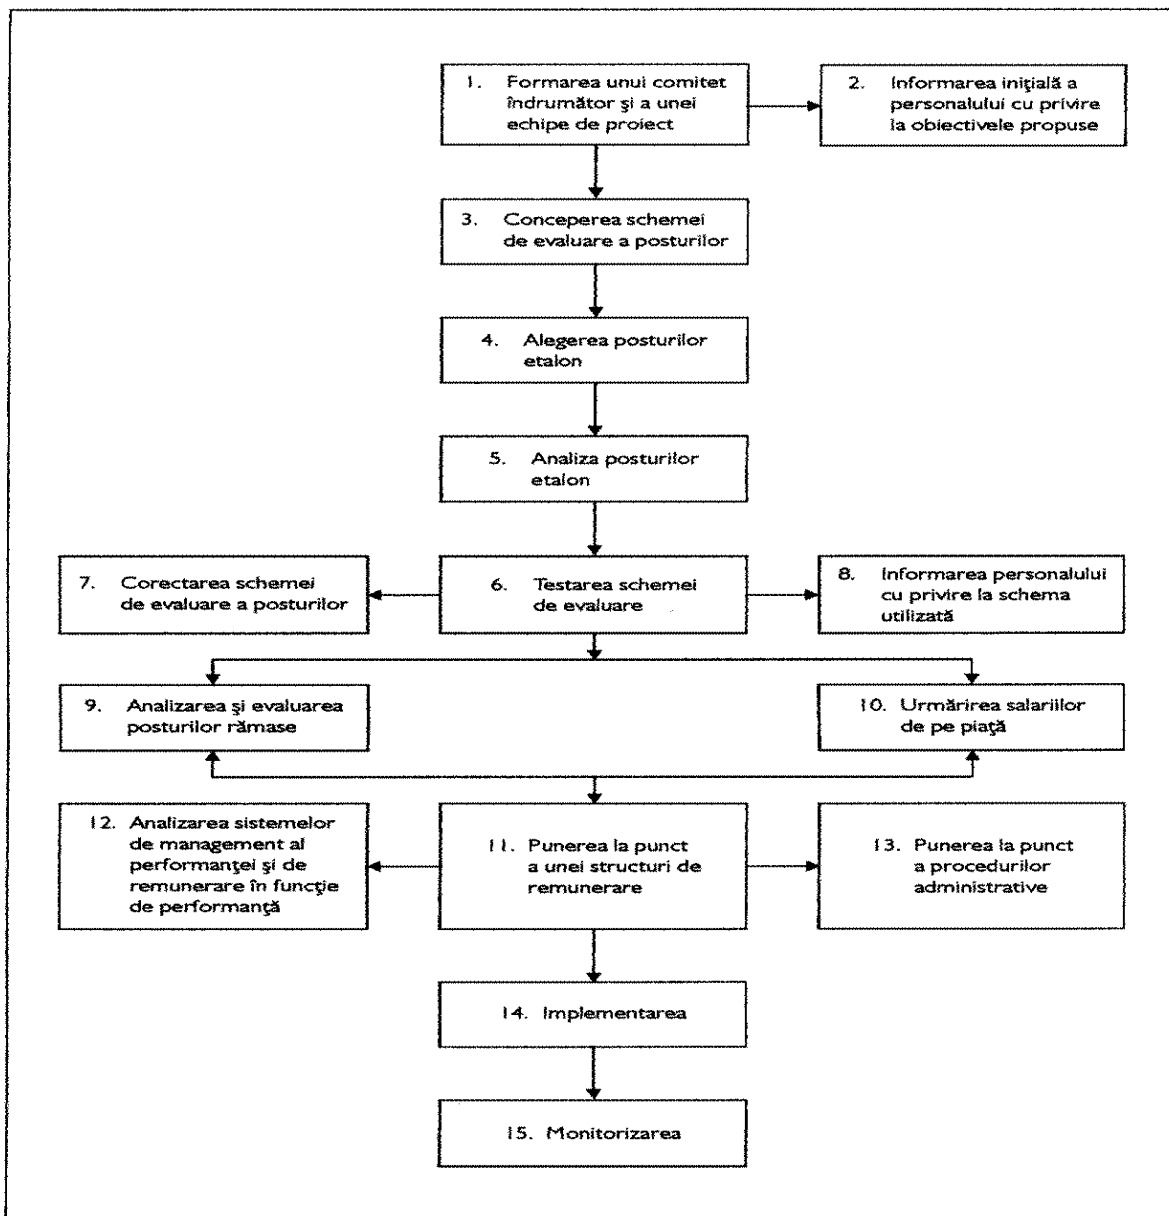 1. Formarea unui comitet
îndrumător şi a unei
echipe de proiect
2. Informarea iniţială a
personalului cu privire
la obiectivele propuse
3. Conceperea schemei
de evaluare a posturilor
4. Alegerea posturilor
etalon
5. Analiza posturilor
etalon
7. Corectarea schemei
de evaluare a posturilor
6. Testarea schemei
de evaluare
8. Informarea personalului
cu privire la schema
utilizată
9. Analizarea şi evaluarea
posturilor rămase
10. Urmărirea salariilor
de pe piaţă
12. Analizarea sistemelor
de management al
performanţei şi de
remunerare în funcţie
de performanţă
11. Punerea la punct
a unei structuri de
remunerare
13. Punerea la punct
a procedurilor
administrative
14. Implementarea
15. Monitorizarea